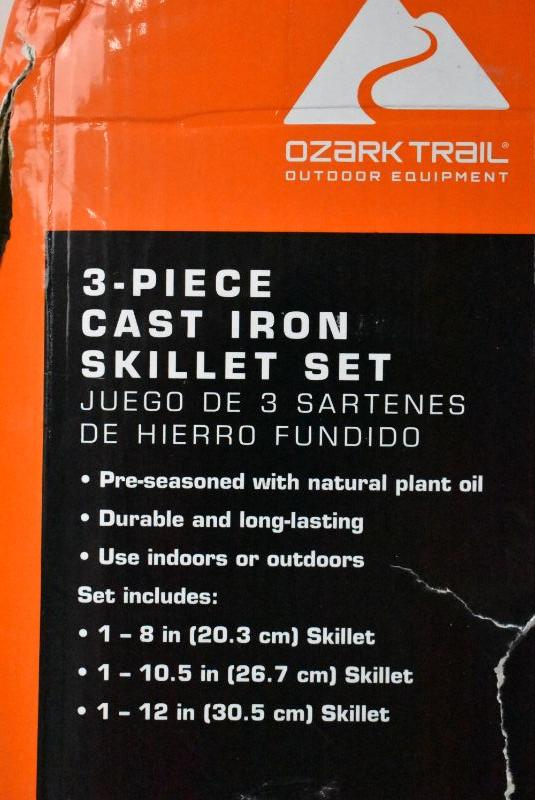 OZARK TRAIL®
OUTDOOR EQUIPMENT
3-PIECE
CAST IRON
SKILLET SET
JUEGO DE 3 SARTENES
DE HIERRO FUNDIDO
• Pre-seasoned with natural plant oil
• Durable and long-lasting
• Use indoors or outdoors
Set includes:
• 1 – 8 in (20.3 cm) Skillet
• 1 – 10.5 in (26.7 cm) Skillet
• 1 – 12 in (30.5 cm) Skillet